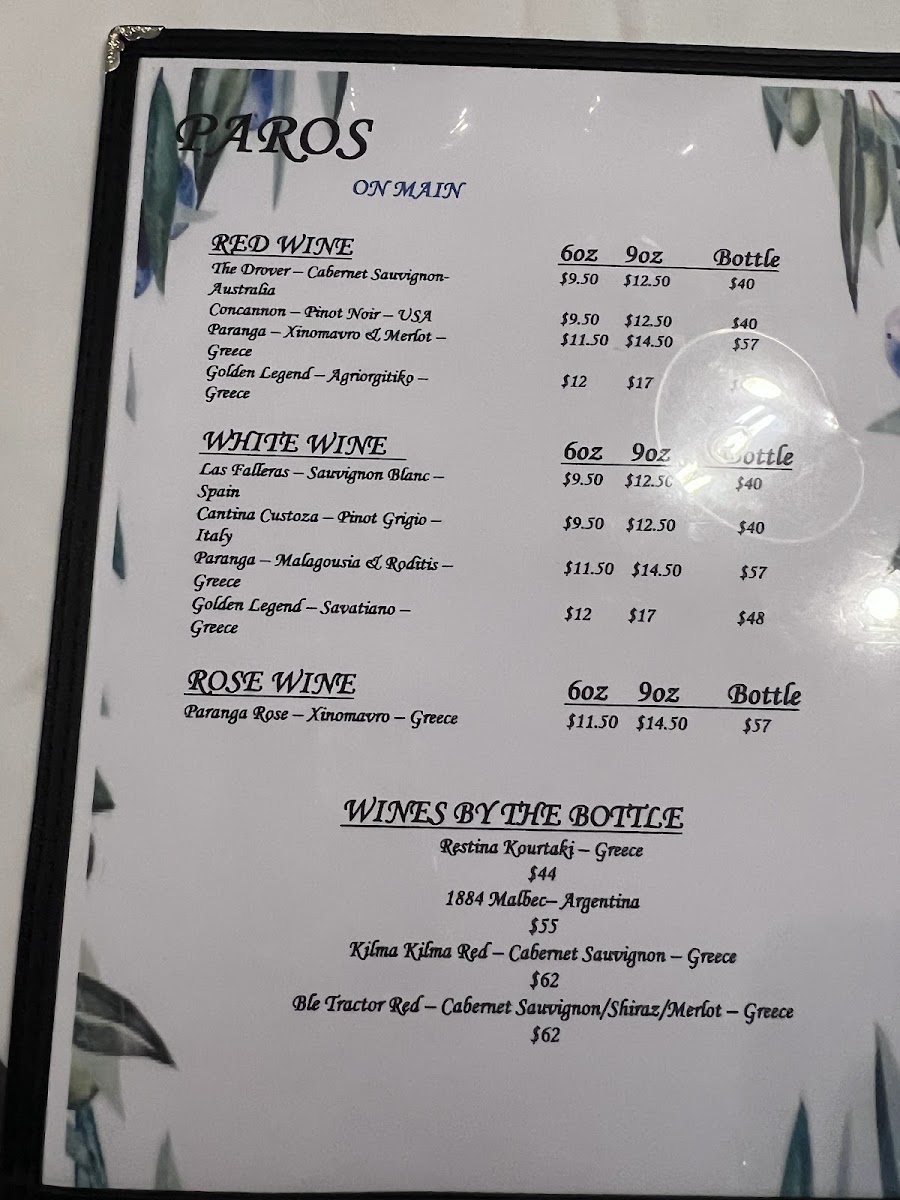 PAROS
ON MAIN
RED WINE 6oz 9oz Bottle
The Drover – Cabernet Sauvignon- $9.50 $12.50 $40
Australia
Concannon – Pinot Noir – USA $9.50 $12.50 $40
Paranga – Xinomavro & Merlot – $11.50 $14.50 $57
Greece
Golden Legend – Agriorgitiko – $12 $17
Greece
WHITE WINE 6oz 9oz Bottle
Las Falleras – Sauvignon Blanc – $9.50 $12.50 $40
Spain
Cantina Custoza – Pinot Grigio – $9.50 $12.50 $40
Italy
Paranga – Malagousia & Roditis – $11.50 $14.50 $57
Greece
Golden Legend – Savatiano – $12 $17 $48
Greece
ROSE WINE 6oz 9oz Bottle
Paranga Rose – Xinomavro – Greece $11.50 $14.50 $57
WINES BY THE BOTTLE
Restina Kourtaki – Greece
$44
1884 Malbec– Argentina
$55
Kilma Kilma Red – Cabernet Sauvignon – Greece
$62
Ble Tractor Red – Cabernet Sauvignon/Shiraz/Merlot – Greece
$62